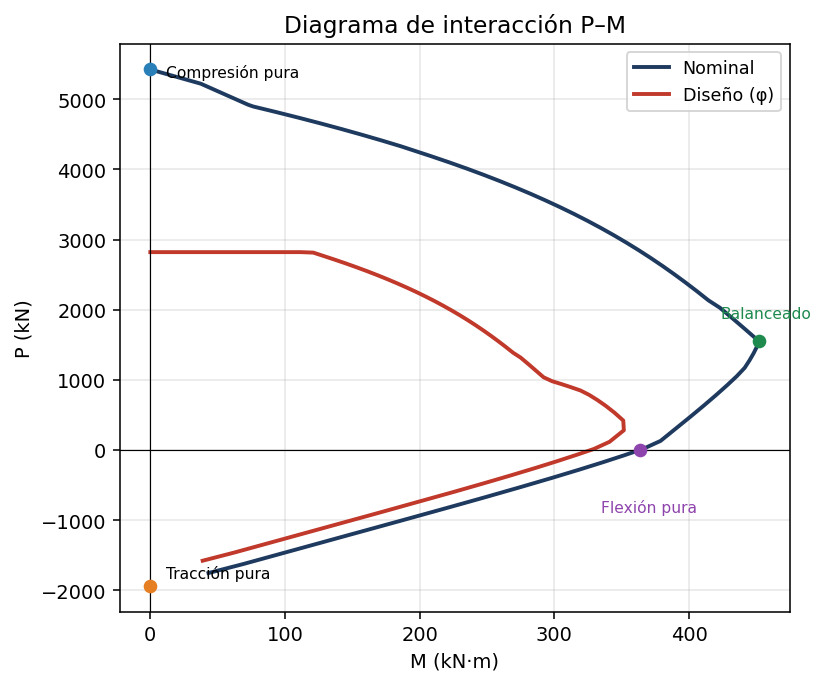 Diagrama de interacción P–M
Compresión pura
Nominal
Diseño (φ)
5000
4000
3000
2000
1000
0
−1000
−2000
Balanceado
Flexión pura
Tracción pura
P (kN)
0
100
200
300
400
M (kN·m)